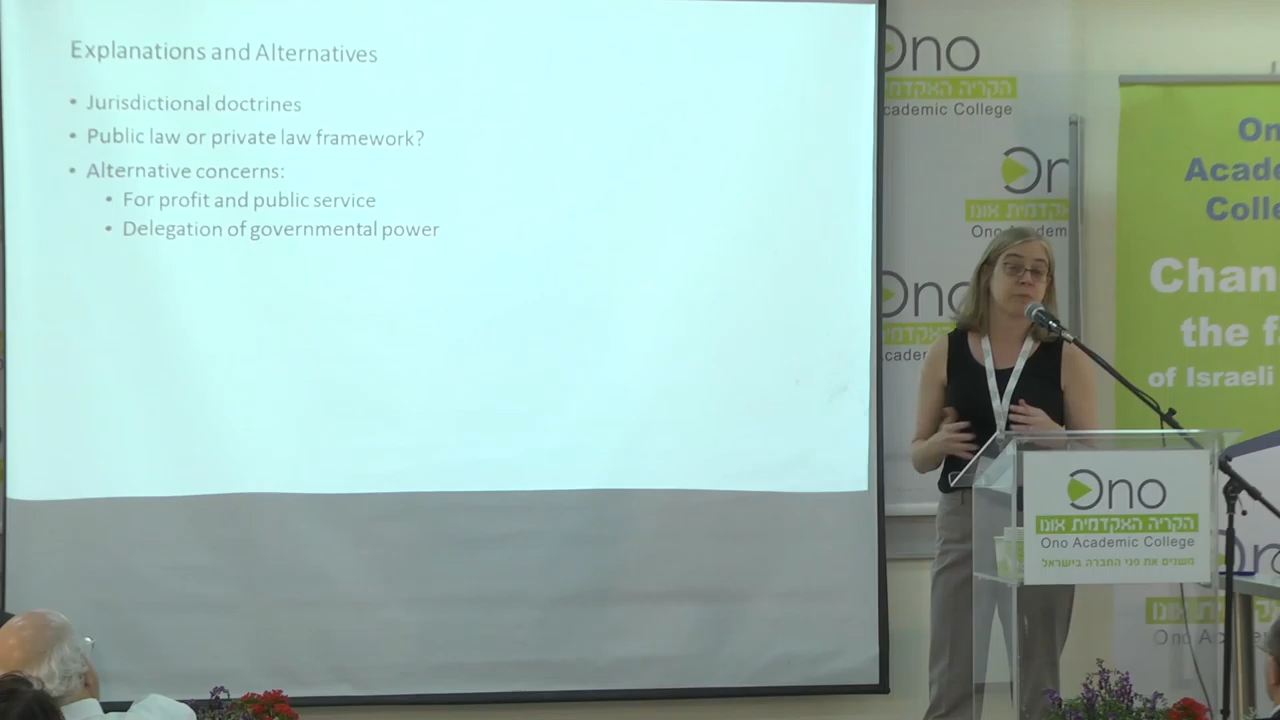 Explanations and Alternatives
• Jurisdictional doctrines
• Public law or private law framework?
• Alternative concerns:
• For profit and public service
• Delegation of governmental power
Ono
הקריה האקדמית
Academic College
Ono
Ono
Academic
College
the
of Israeli
Ono
הקריה האקדמית אונו
Ono Academic College
משנים את פני החברה בישראל